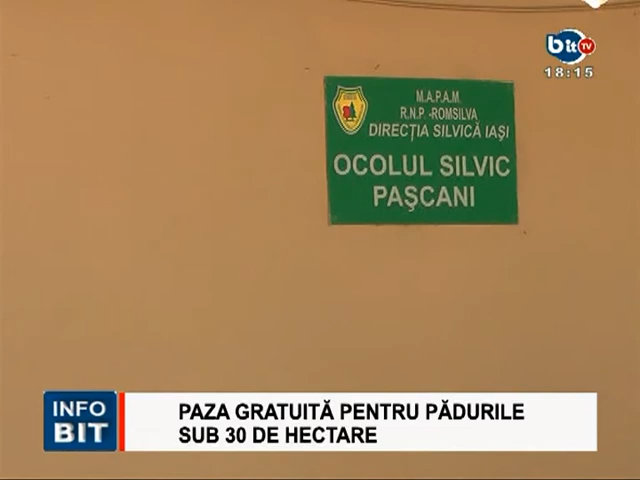 bit TV
18:15
M.A.P.A.M.
R.N.P. -ROMSILVA
DIRECȚIA SILVICĂ IAȘI
OCOLUL SILVIC
PAŞCANI
INFO
BIT
PAZA GRATUITĂ PENTRU PĂDURILE
SUB 30 DE HECTARE